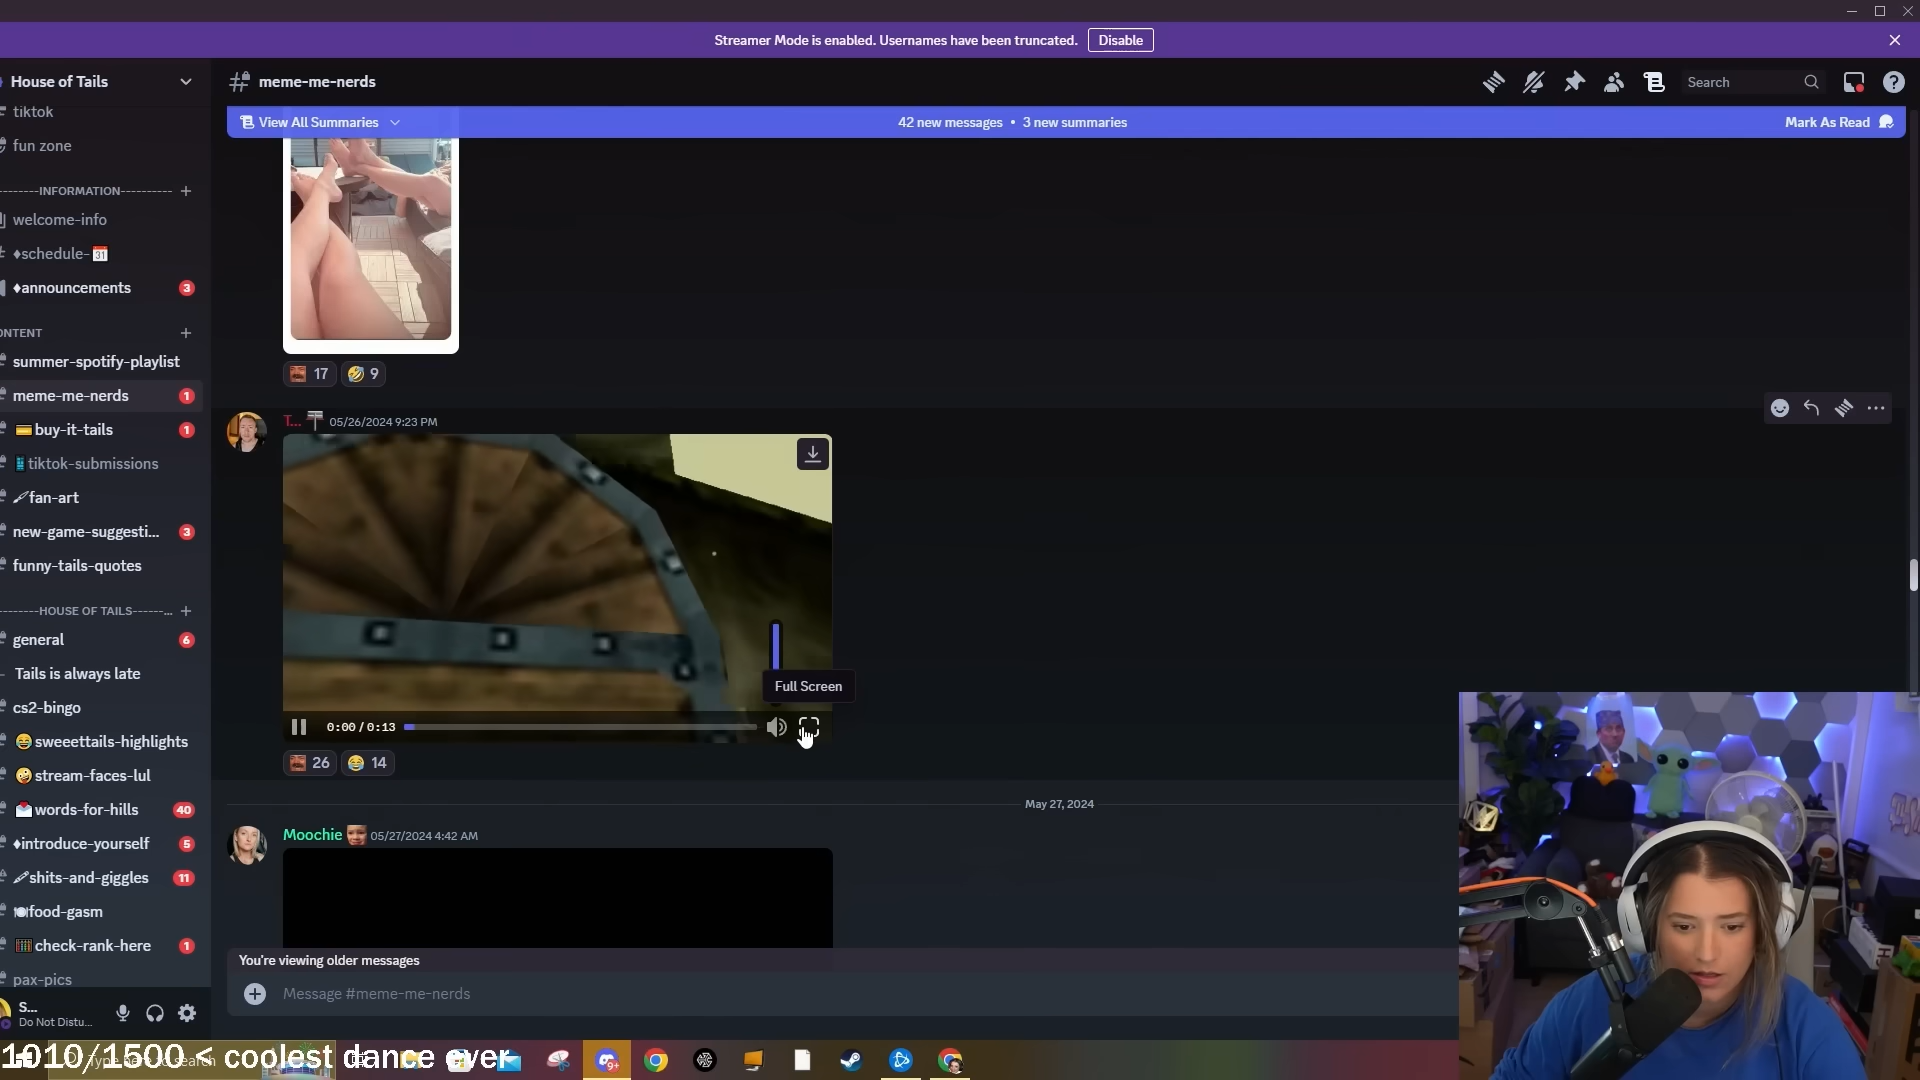 Streamer Mode is enabled. Usernames have been truncated.
Disable
House of Tails
meme-me-nerds
Search
tiktok
View All Summaries
42 new messages • 3 new summaries
Mark As Read
fun zone
--------INFORMATION----------
welcome-info
♦schedule-
♦announcements
3
ONTENT
summer-spotify-playlist
17
9
meme-me-nerds
1
T...
05/26/2024 9:23 PM
buy-it-tails
1
tiktok-submissions
fan-art
new-game-suggesti...
3
funny-tails-quotes
--------HOUSE OF TAILS------...
general
6
Tails is always late
Full Screen
cs2-bingo
0:00 / 0:13
sweeettails-highlights
26
14
stream-faces-lul
words-for-hills
40
May 27, 2024
Moochie
05/27/2024 4:42 AM
♦introduce-yourself
5
shits-and-giggles
11
food-gasm
check-rank-here
1
You're viewing older messages
pax-pics
Message #meme-me-nerds
S...
Do Not Distu...
1010/1500 < coolest dance ever
Type here to search
9+